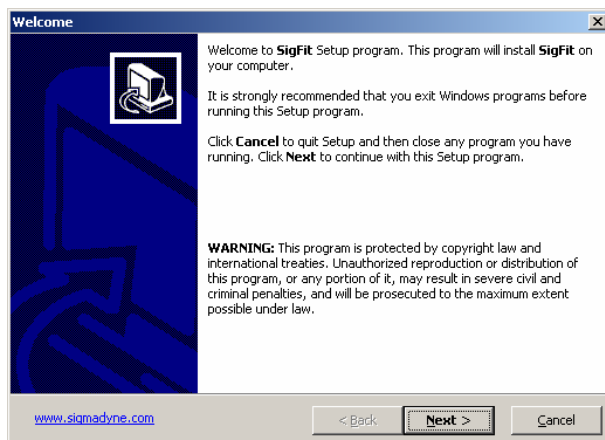 Welcome
Welcome to SigFit Setup program. This program will install SigFit on
your computer.
It is strongly recommended that you exit Windows programs before
running this Setup program.
Click Cancel to quit Setup and then close any program you have
running. Click Next to continue with this Setup program.
WARNING: This program is protected by copyright law and
international treaties. Unauthorized reproduction or distribution of
this program, or any portion of it, may result in severe civil and
criminal penalties, and will be prosecuted to the maximum extent
possible under law.
www.sigmadyne.com
< Back
Next >
Cancel